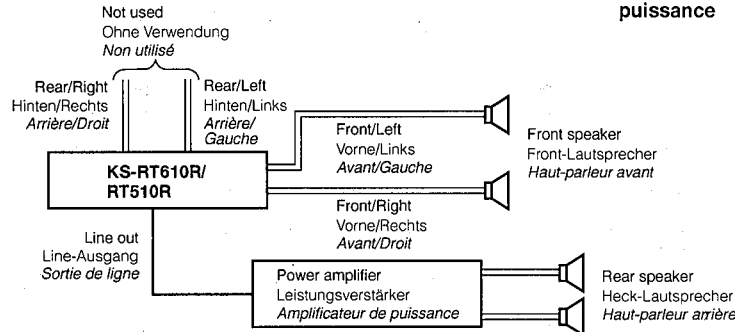 puissance
Not used
Ohne Verwendung
Non utilisé
Rear/Right
Hinten/Rechts
Arrière/Droit
Rear/Left
Hinten/Links
Arrière/
Gauche
KS-RT610R/
RT510R
Front/Left
Vorne/Links
Avant/Gauche
Front speaker
Front-Lautsprecher
Haut-parleur avant
Front/Right
Vorne/Rechts
Avant/Droit
Line out
Line-Ausgang
Sortie de ligne
Power amplifier
Leistungsverstärker
Amplificateur de puissance
Rear speaker
Heck-Lautsprecher
Haut-parleur arrière